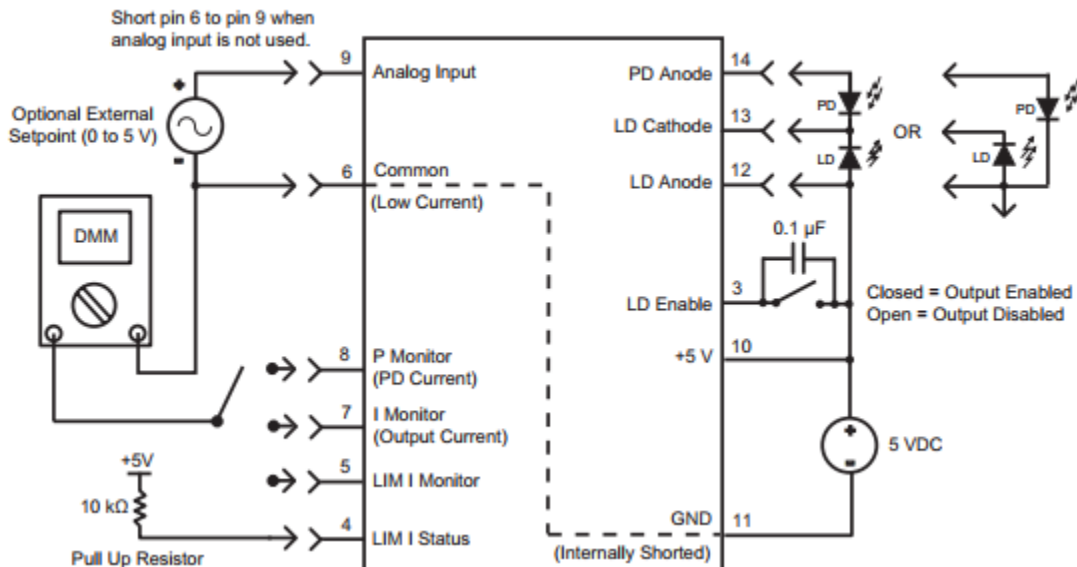 Short pin 6 to pin 9 when
analog input is not used.
+
Optional External
Setpoint (0 to 5 V)
-
DMM
9
Analog Input
6
Common
(Low Current)
8
P Monitor
(PD Current)
7
I Monitor
(Output Current)
5
LIM I Monitor
4
LIM I Status
+5V
10 kΩ
Pull Up Resistor
14
PD Anode
13
LD Cathode
12
LD Anode
3
LD Enable
10
+5 V
11
GND
(Internally Shorted)
PD
LD
OR
PD
LD
0.1 µF
Closed = Output Enabled
Open = Output Disabled
+
5 VDC
-